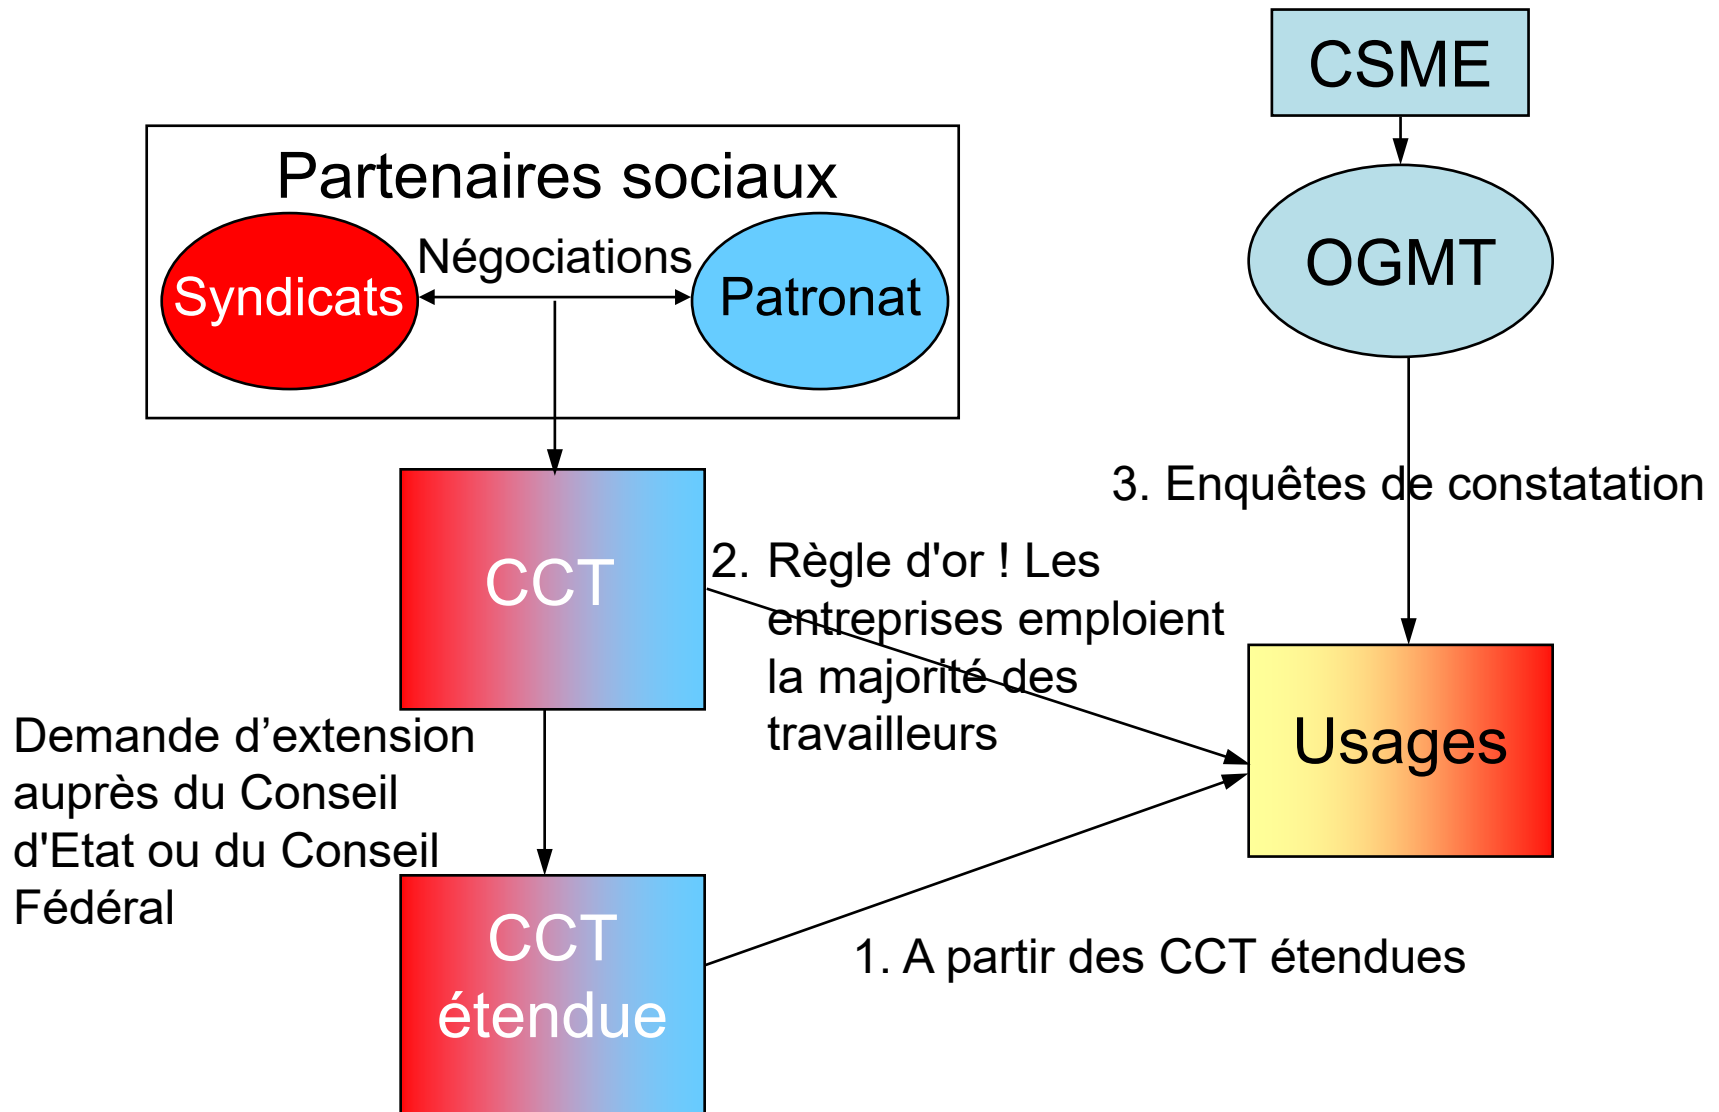 CSME
Partenaires sociaux
Négociations
Syndicats
Patronat
OGMT
3. Enquêtes de constatation
CCT
2. Règle d'or ! Les
entreprises emploient
la majorité des
travailleurs
Usages
Demande d’extension
auprès du Conseil
d'Etat ou du Conseil
Fédéral
CCT
étendue
1. A partir des CCT étendues